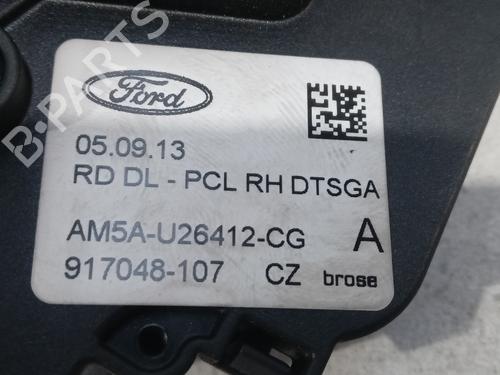 Ford
05.09.13
RD DL - PCL RH DTSGA
AM5A-U26412-CG A
917048-107 CZ brose
B-PARTS